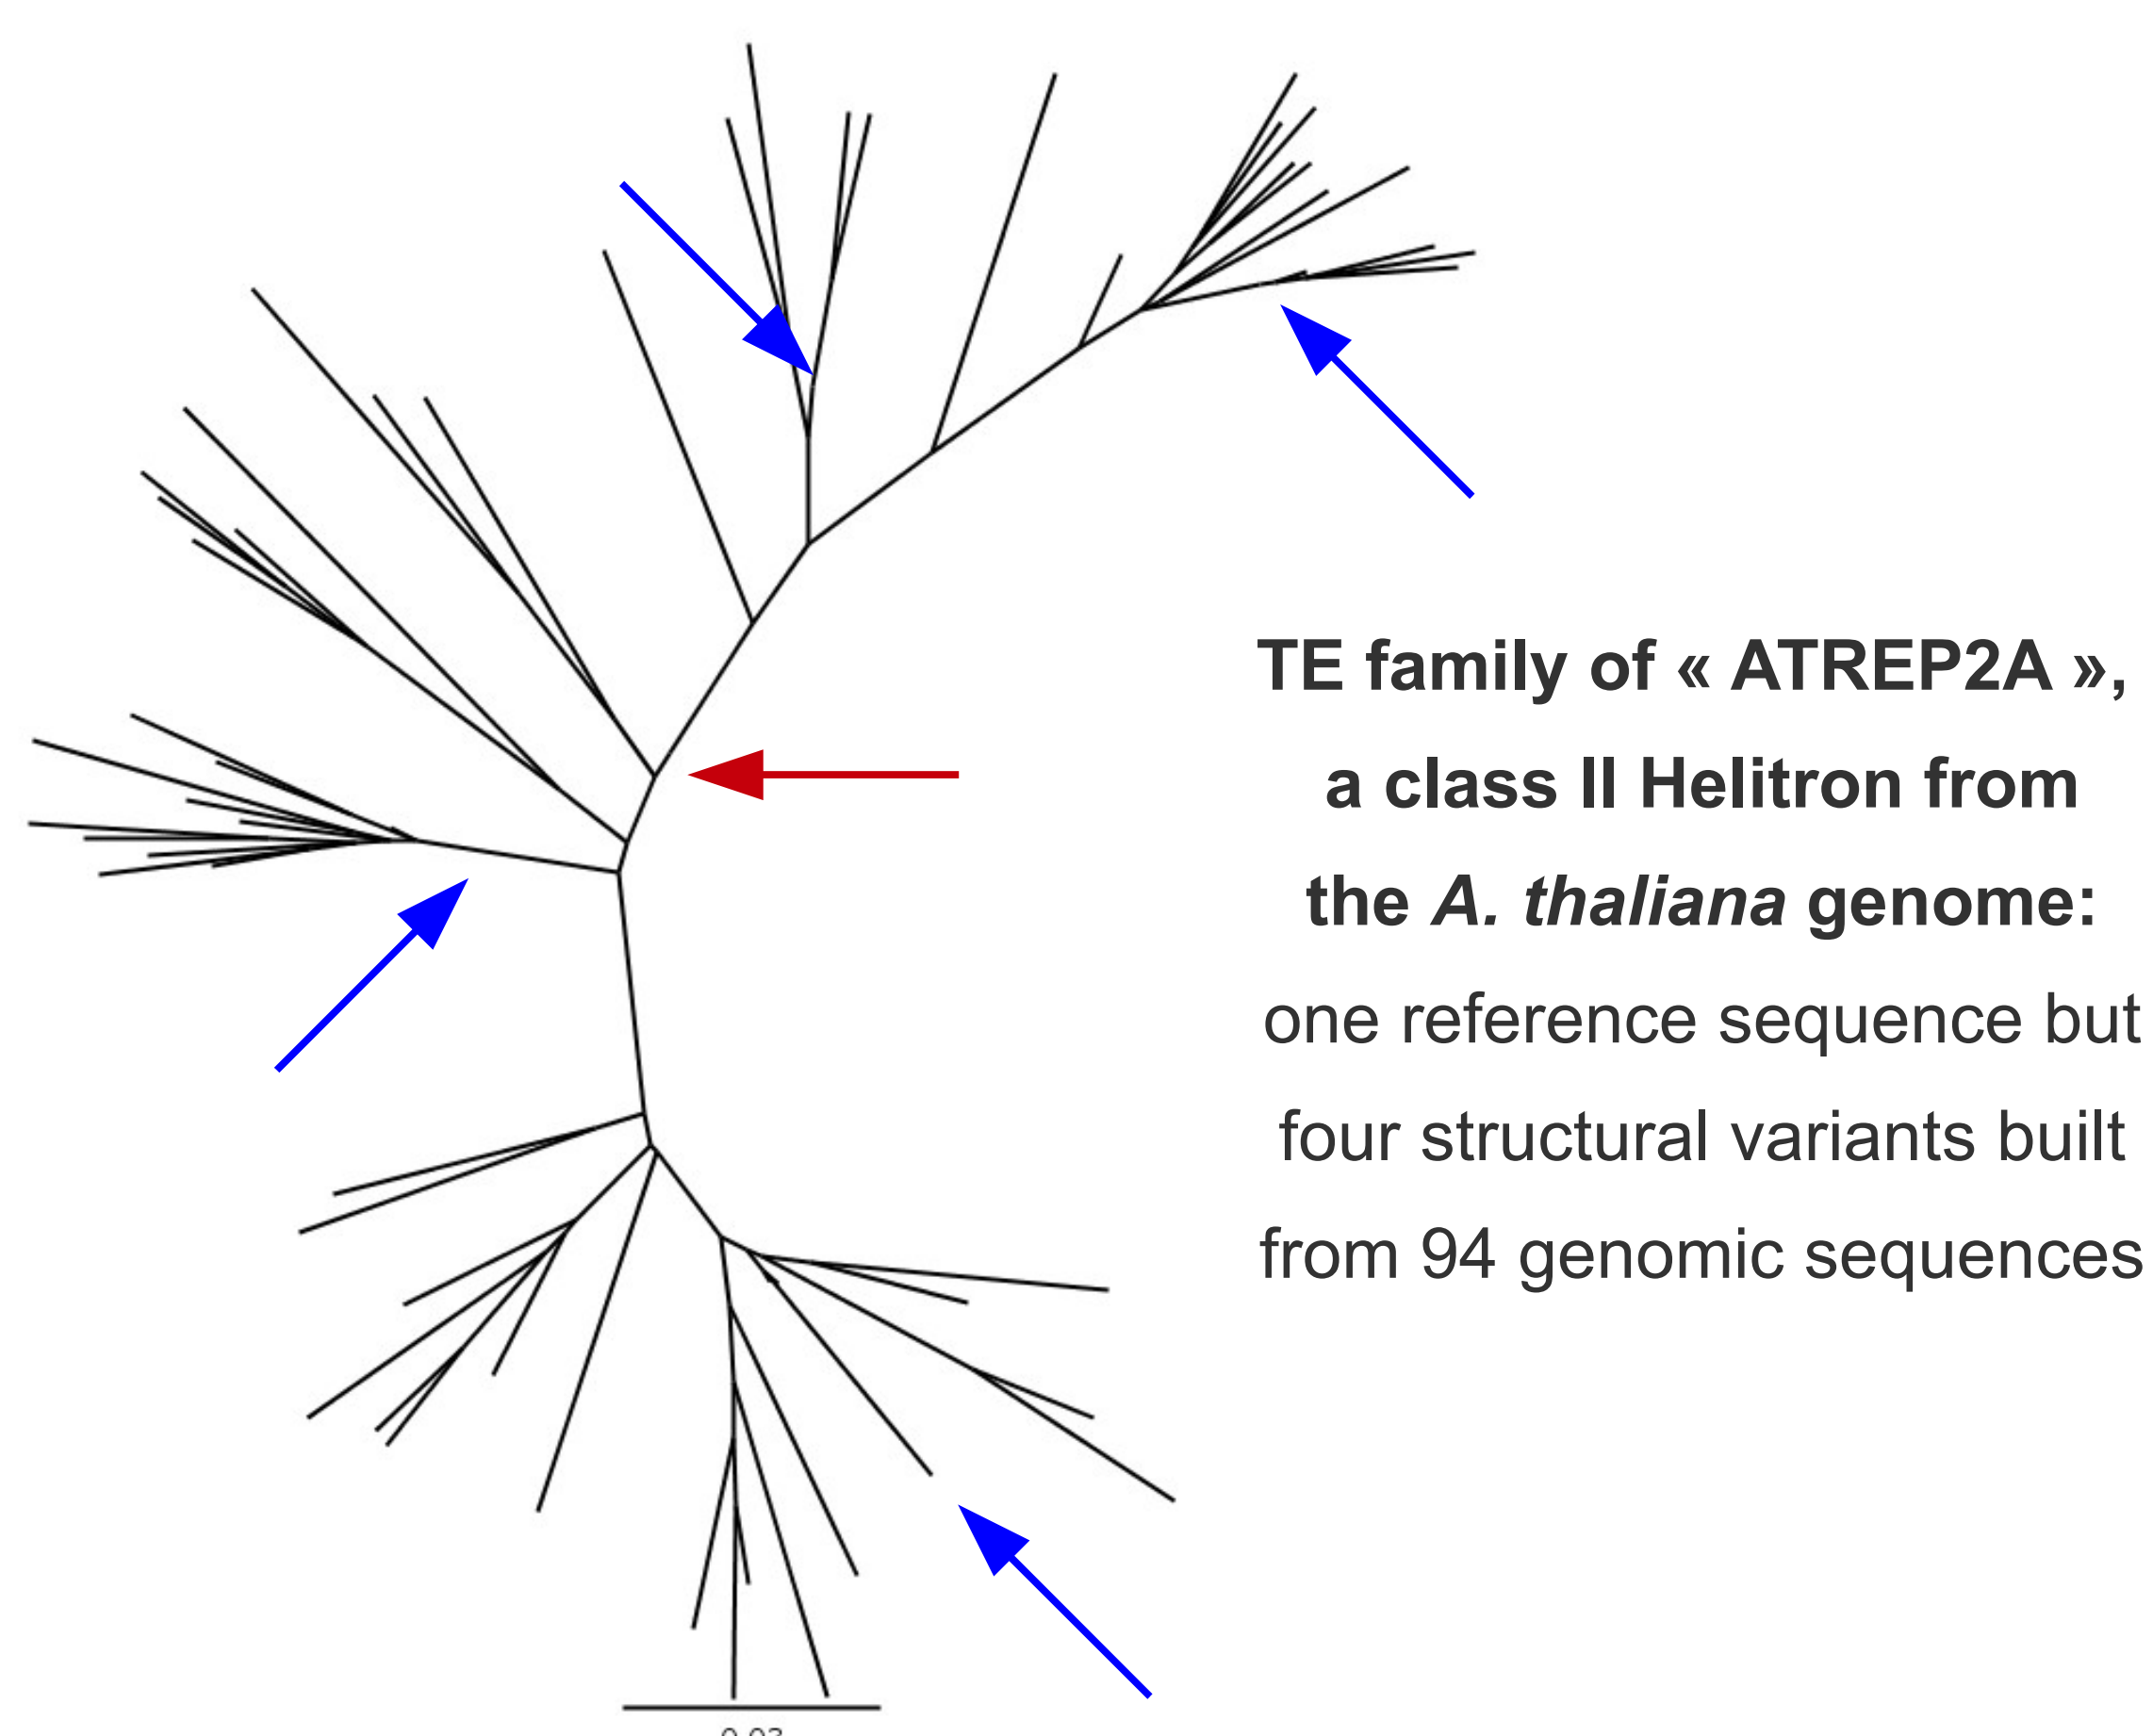 TE family of « ATREP2A »,
a class II Helitron from
the A. thaliana genome:
one reference sequence but
four structural variants built
from 94 genomic sequences